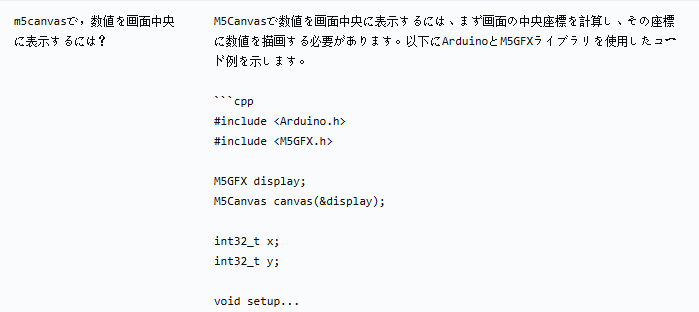 m5canvasで，数値を画面中央
に表示するには？
M5Canvasで数値を画面中央に表示するには、まず画面の中央座標を計算し、その座標
に数値を描画する必要があります。以下にArduinoとM5GFXライブラリを使用したコー
ド例を示します。
```cpp
#include <Arduino.h>
#include <M5GFX.h>
M5GFX display;
M5Canvas canvas(&display);
int32_t x;
int32_t y;
void setup...